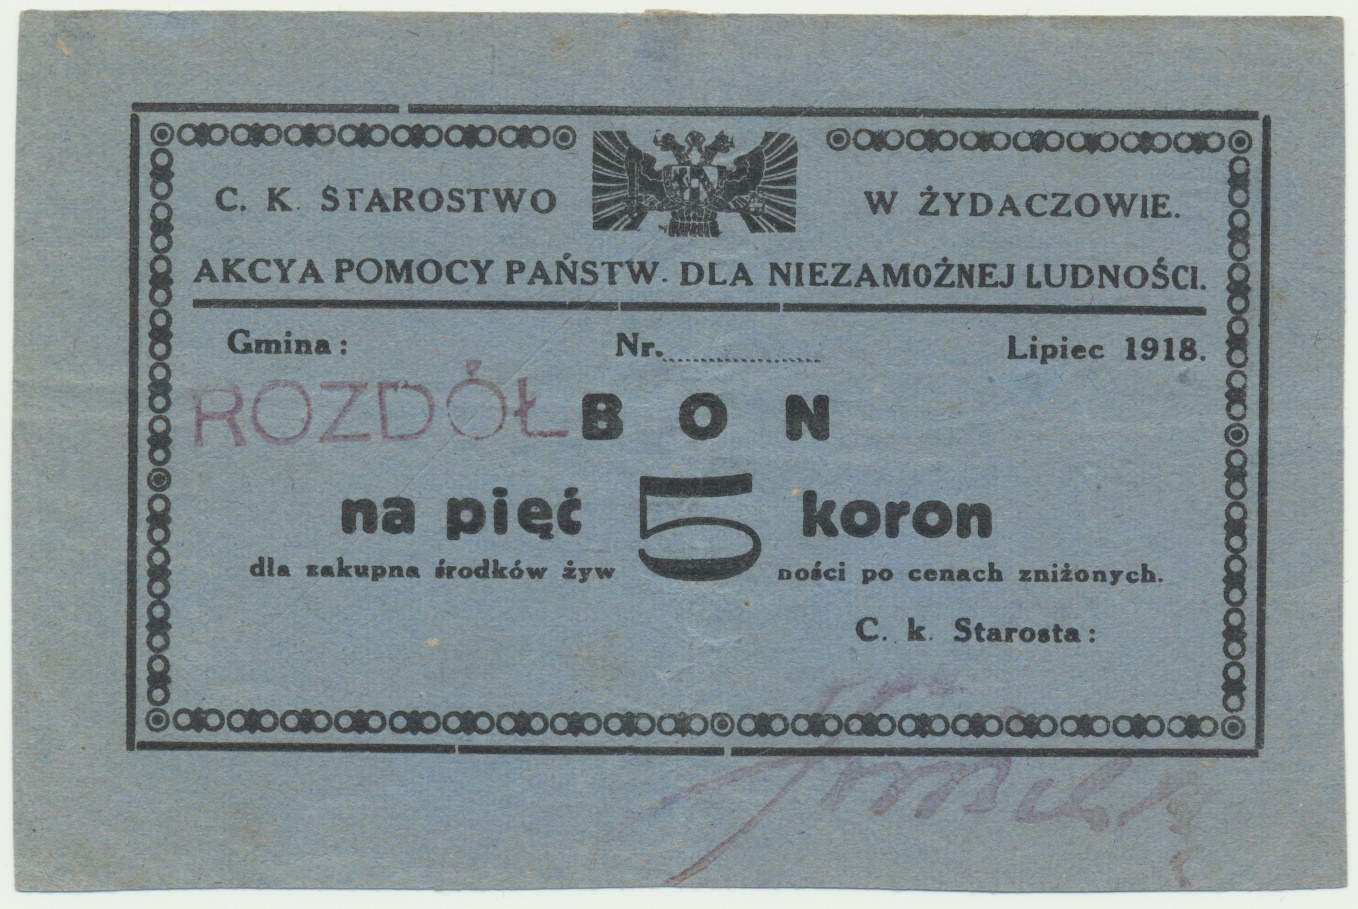 C. K. STAROSTWO W ŻYDACZOWIE.
AKCYA POMOCY PAŃSTW. DLA NIEZAMOŻNEJ LUDNOŚCI.
Gmina: Nr. Lipiec 1918.
ROZDÓŁ BON
na pięć 5 koron
dla zakupna środków żyw ności po cenach zniżonych.
C. k. Starosta: